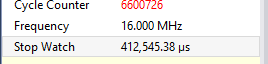 Cycle Counter 6600726
Frequency 16.000 MHz
Stop Watch 412,545.38 µs